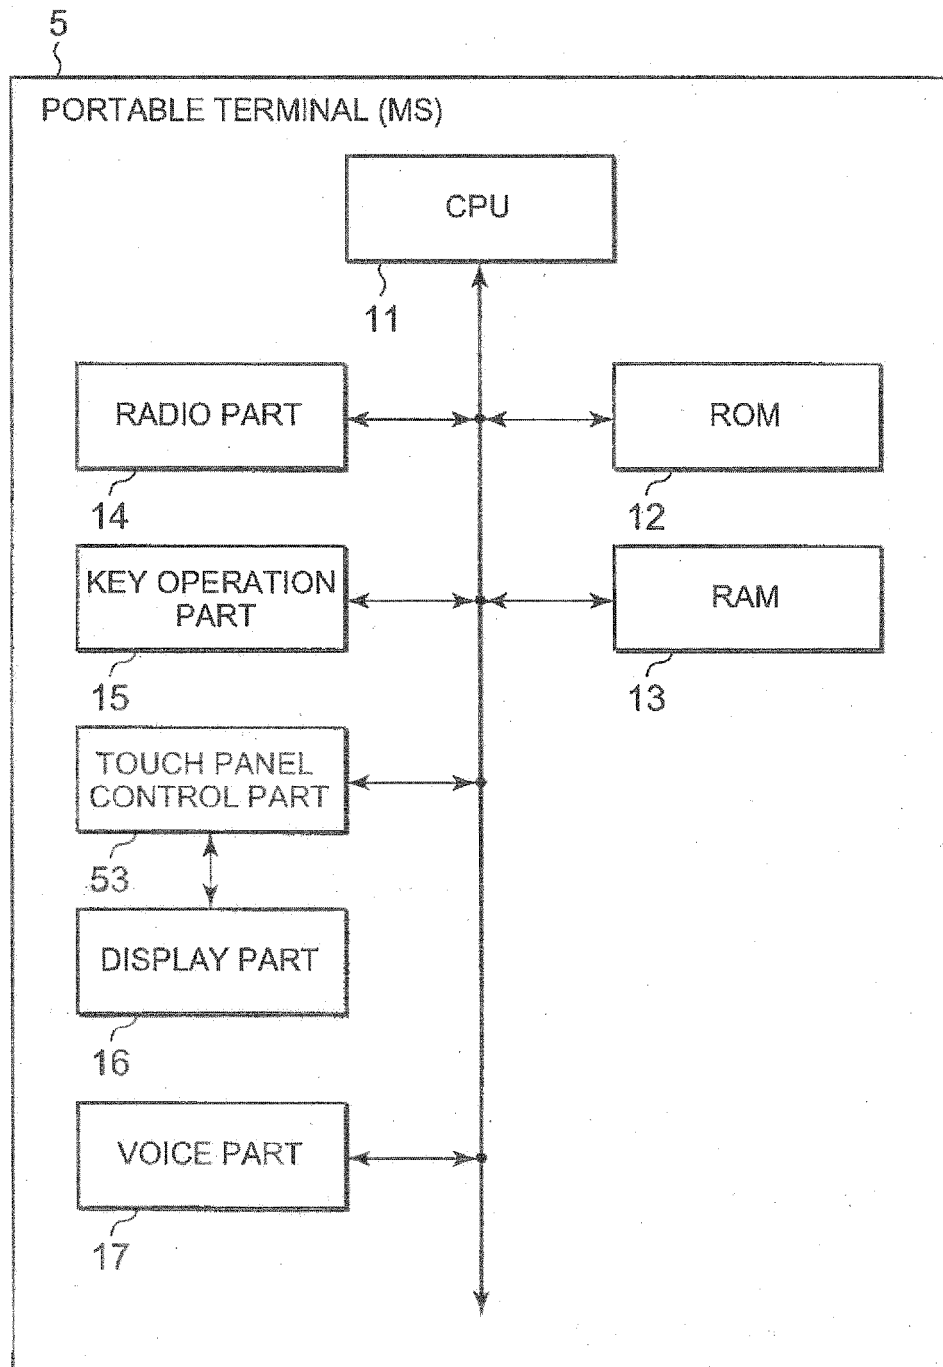 5
PORTABLE TERMINAL (MS)
CPU
11
RADIO PART
ROM
14
12
KEY OPERATION
PART
RAM
15
13
TOUCH PANEL
CONTROL PART
53
DISPLAY PART
16
VOICE PART
17